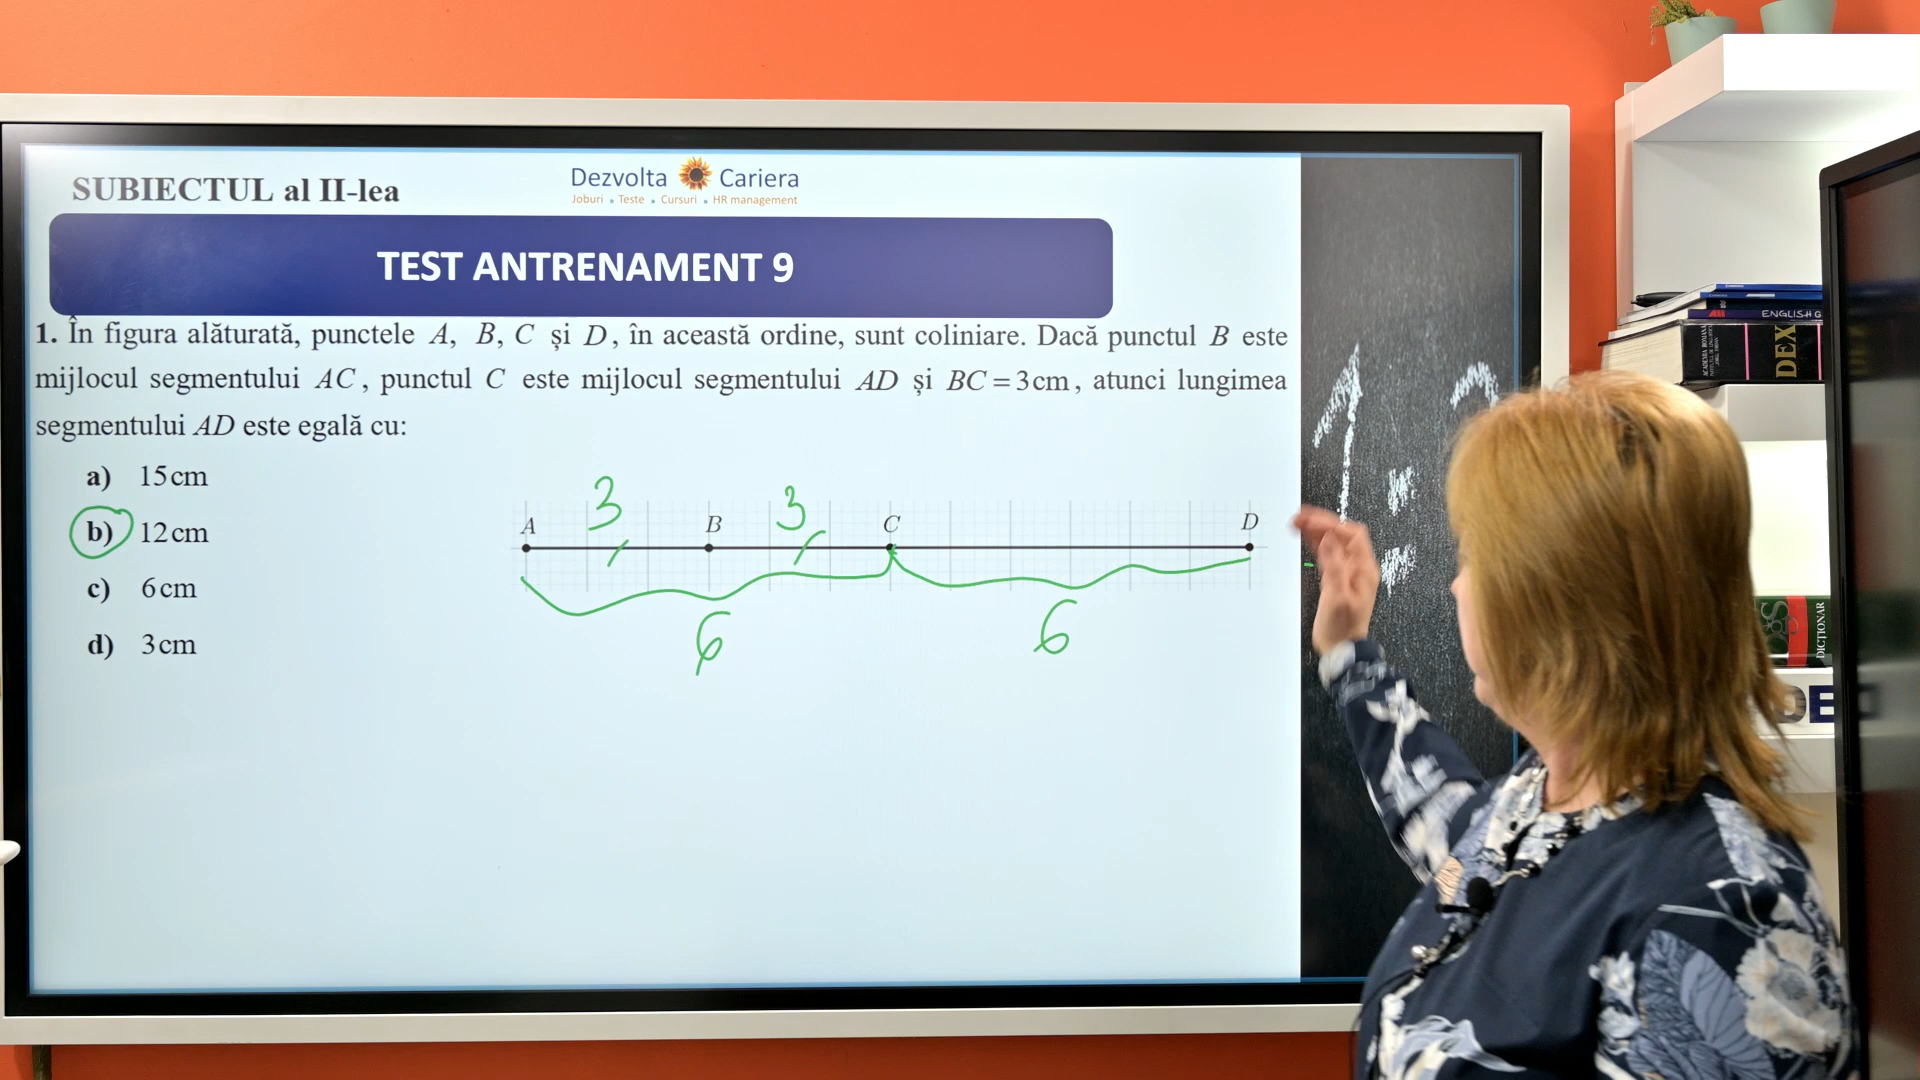 SUBIECTUL al II-lea
Dezvolta Cariera
Joburi • Teste • Cursuri • HR management
TEST ANTRENAMENT 9
1. În figura alăturată, punctele A, B, C și D, în această ordine, sunt coliniare. Dacă punctul B este
mijlocul segmentului AC, punctul C este mijlocul segmentului AD și BC = 3cm, atunci lungimea
segmentului AD este egală cu:
a) 15cm
b) 12cm
c) 6cm
d) 3cm
3 3
A B C D
6 6
ENGLISH G
DEX
DICȚIONAR
DE